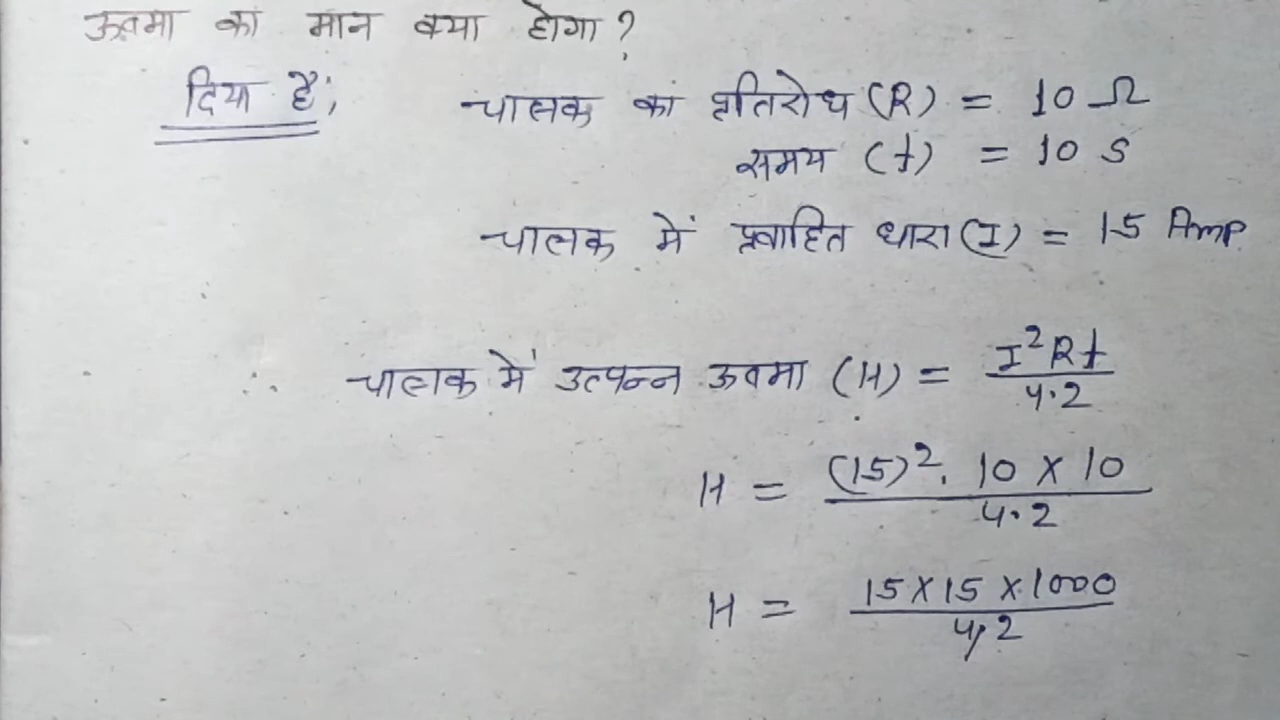 ऊष्मा का मान क्या होगा?
दिया है; चालक का प्रतिरोध (R) = 10 Ω
समय (t) = 10 S
चालक में प्रवाहित धारा (I) = 15 Amp
∴ चालक में उत्पन्न ऊष्मा (H) = I²Rt / 4.2
H = (15)². 10 x 10 / 4.2
H = 15 x 15 x 1000 / 4.2